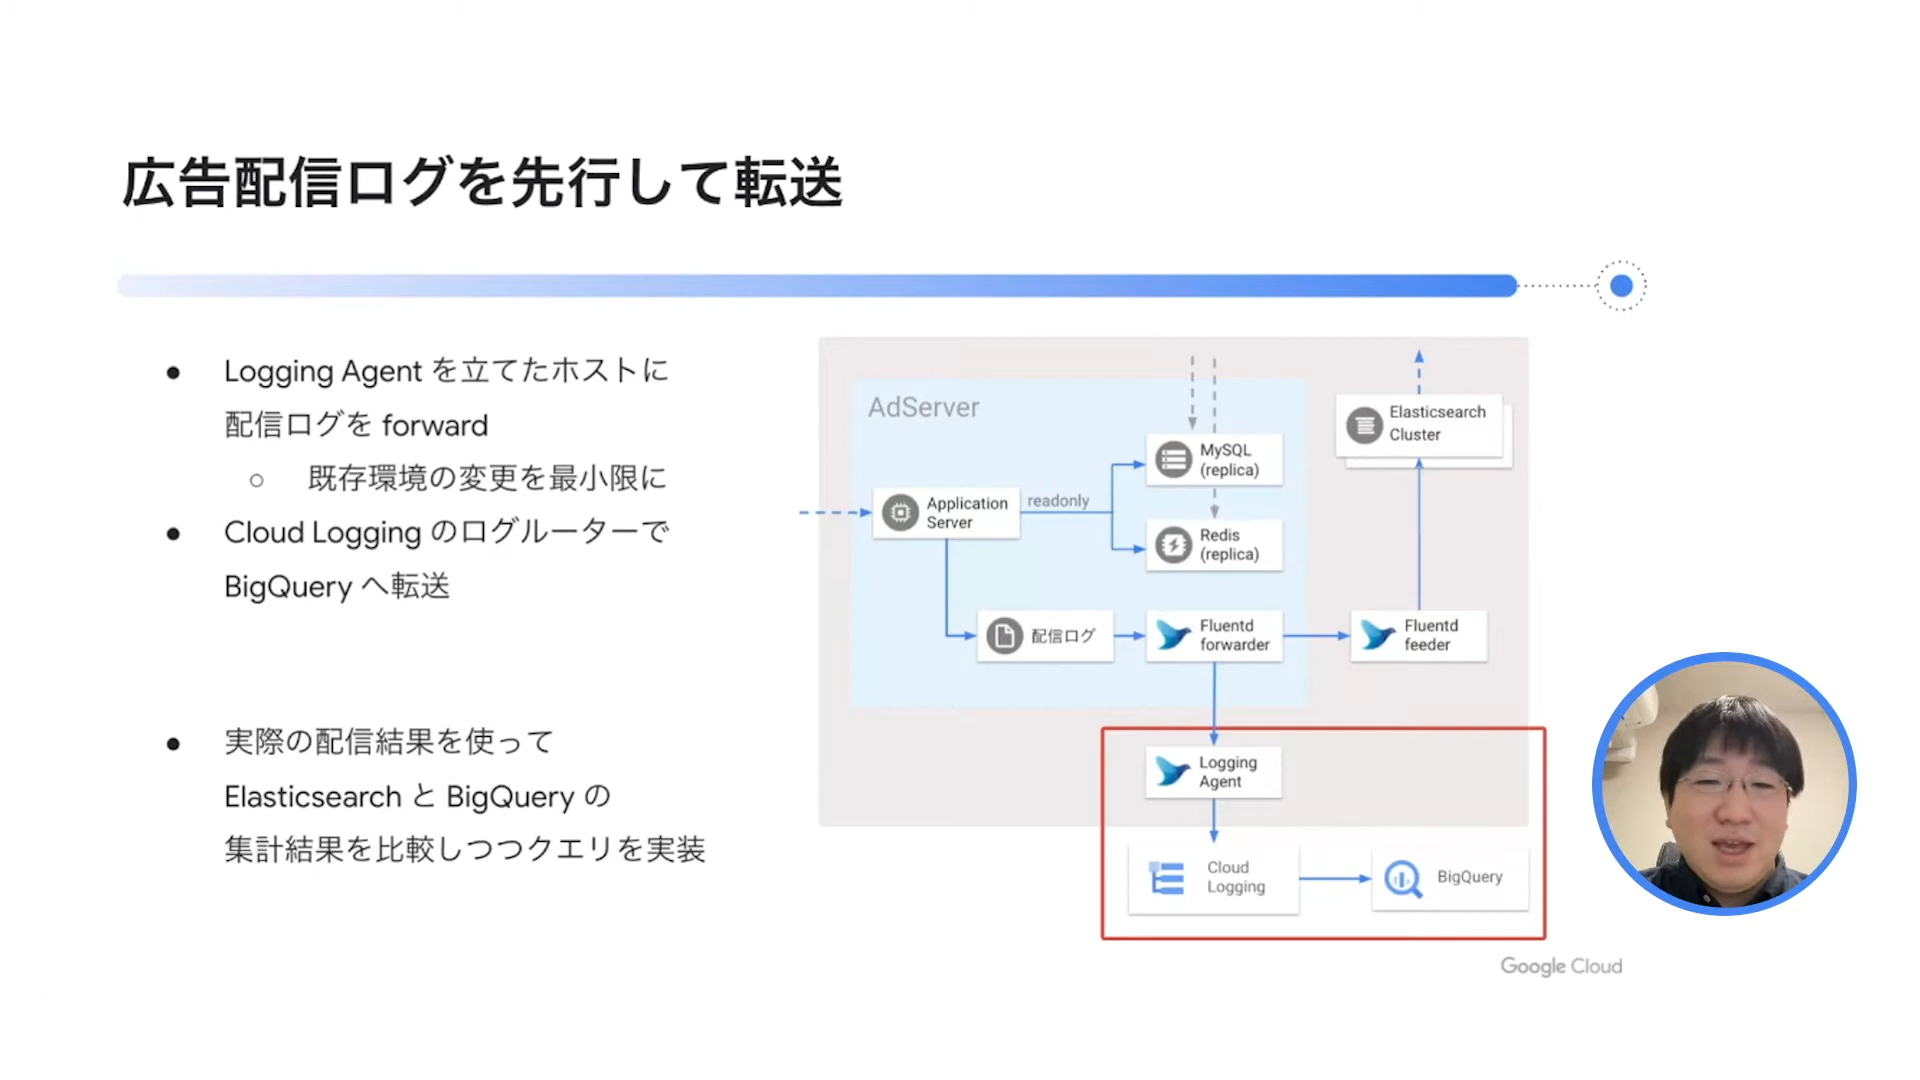 広告配信ログを先行して転送
● Logging Agent を立てたホストに
配信ログを forward
○ 既存環境の変更を最小限に
● Cloud Logging のログルーターで
BigQuery へ転送
● 実際の配信結果を使って
Elasticsearch と BigQuery の
集計結果を比較しつつクエリを実装
AdServer
Application
Server
readonly
MySQL
(replica)
Redis
(replica)
Elasticsearch
Cluster
配信ログ
Fluentd
forwarder
Fluentd
feeder
Logging
Agent
Cloud
Logging
BigQuery
Google Cloud